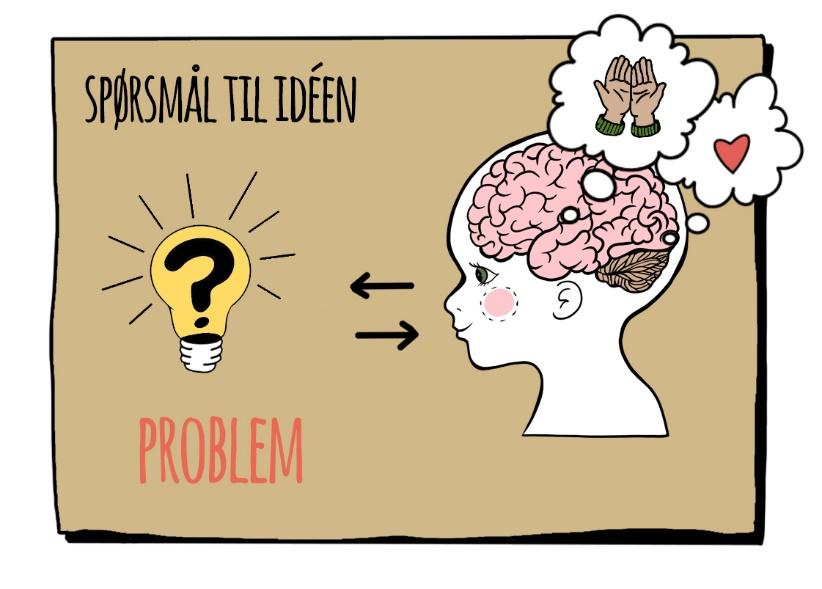 SPØRSMÅL TIL IDÉEN
?
PROBLEM